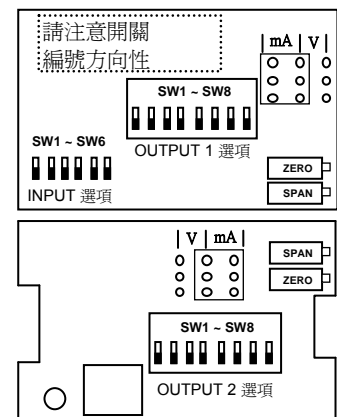 請注意開關
編號方向性
| mA | V |
SW1 ~ SW8
OUTPUT 1 選項
SW1 ~ SW6
INPUT 選項
ZERO
SPAN
| V | mA |
SPAN
ZERO
SW1 ~ SW8
OUTPUT 2 選項